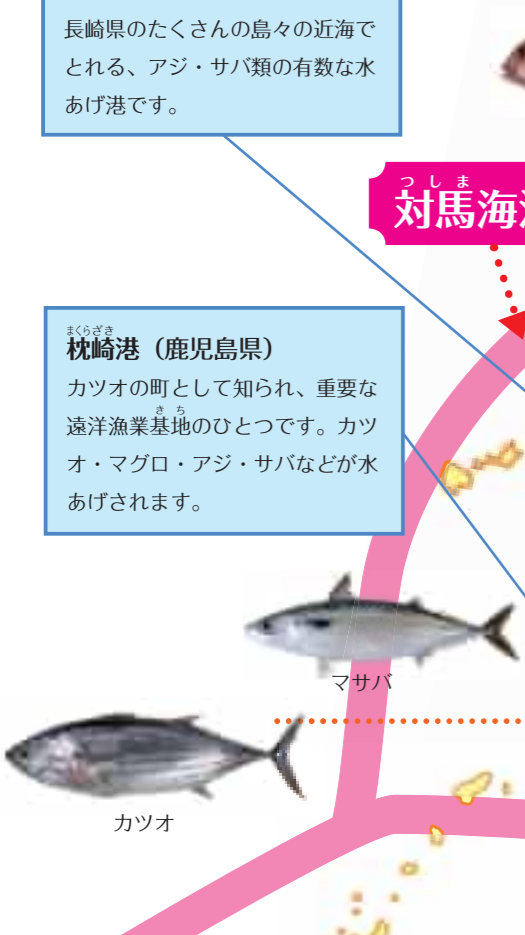 長崎県のたくさんの島々の近海で
とれる、アジ・サバ類の有数な水
あげ港です。
つしま
対馬海
まくらざき
枕崎港（鹿児島県）
カツオの町として知られ、重要な
きち
遠洋漁業基地のひとつです。カツ
オ・マグロ・アジ・サバなどが水
あげされます。
マサバ
カツオ